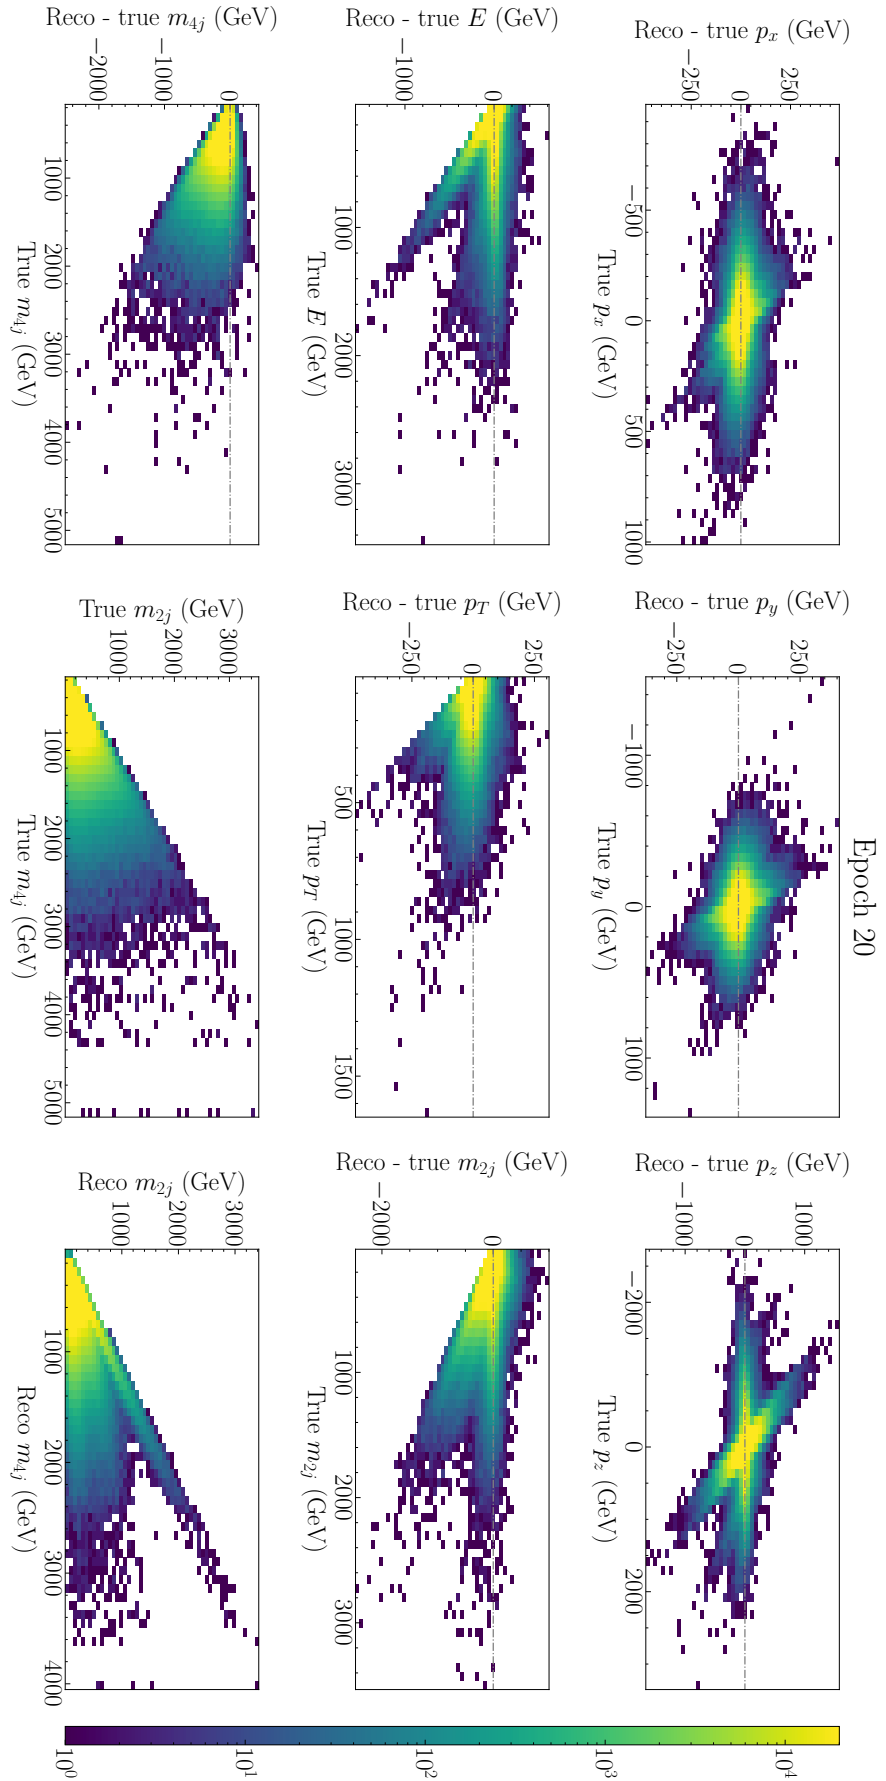 Epoch 20
Reco - true $p_x$ (GeV)
250
0
−250
−500 0 500 1000
True $p_x$ (GeV)
Reco - true $p_y$ (GeV)
250
0
−250
−1000 0 1000
True $p_y$ (GeV)
Reco - true $p_z$ (GeV)
1000
0
−1000
−2000 0 2000
True $p_z$ (GeV)
Reco - true $E$ (GeV)
0
−1000
1000 2000 3000
True $E$ (GeV)
Reco - true $p_T$ (GeV)
250
0
−250
500 1000 1500
True $p_T$ (GeV)
Reco - true $m_{2j}$ (GeV)
0
−2000
1000 2000 3000
True $m_{2j}$ (GeV)
Reco - true $m_{4j}$ (GeV)
0
−1000
−2000
1000 2000 3000 4000 5000
True $m_{4j}$ (GeV)
True $m_{2j}$ (GeV)
3000
2000
1000
1000 2000 3000 4000 5000
True $m_{4j}$ (GeV)
Reco $m_{2j}$ (GeV)
3000
2000
1000
1000 2000 3000 4000
Reco $m_{4j}$ (GeV)
$10^4$
$10^3$
$10^2$
$10^1$
$10^0$